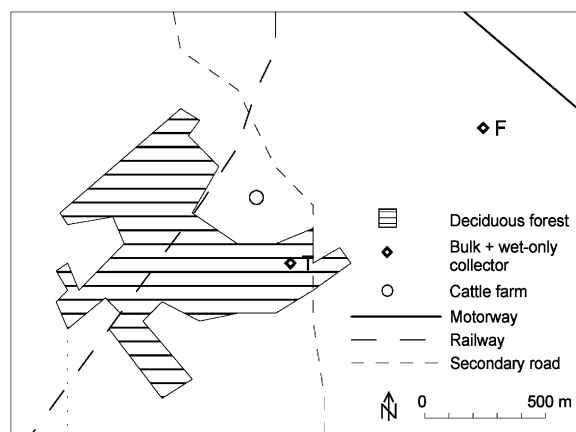 F
T
Deciduous forest
Bulk + wet-only
collector
Cattle farm
Motorway
Railway
Secondary road
N
0 500 m